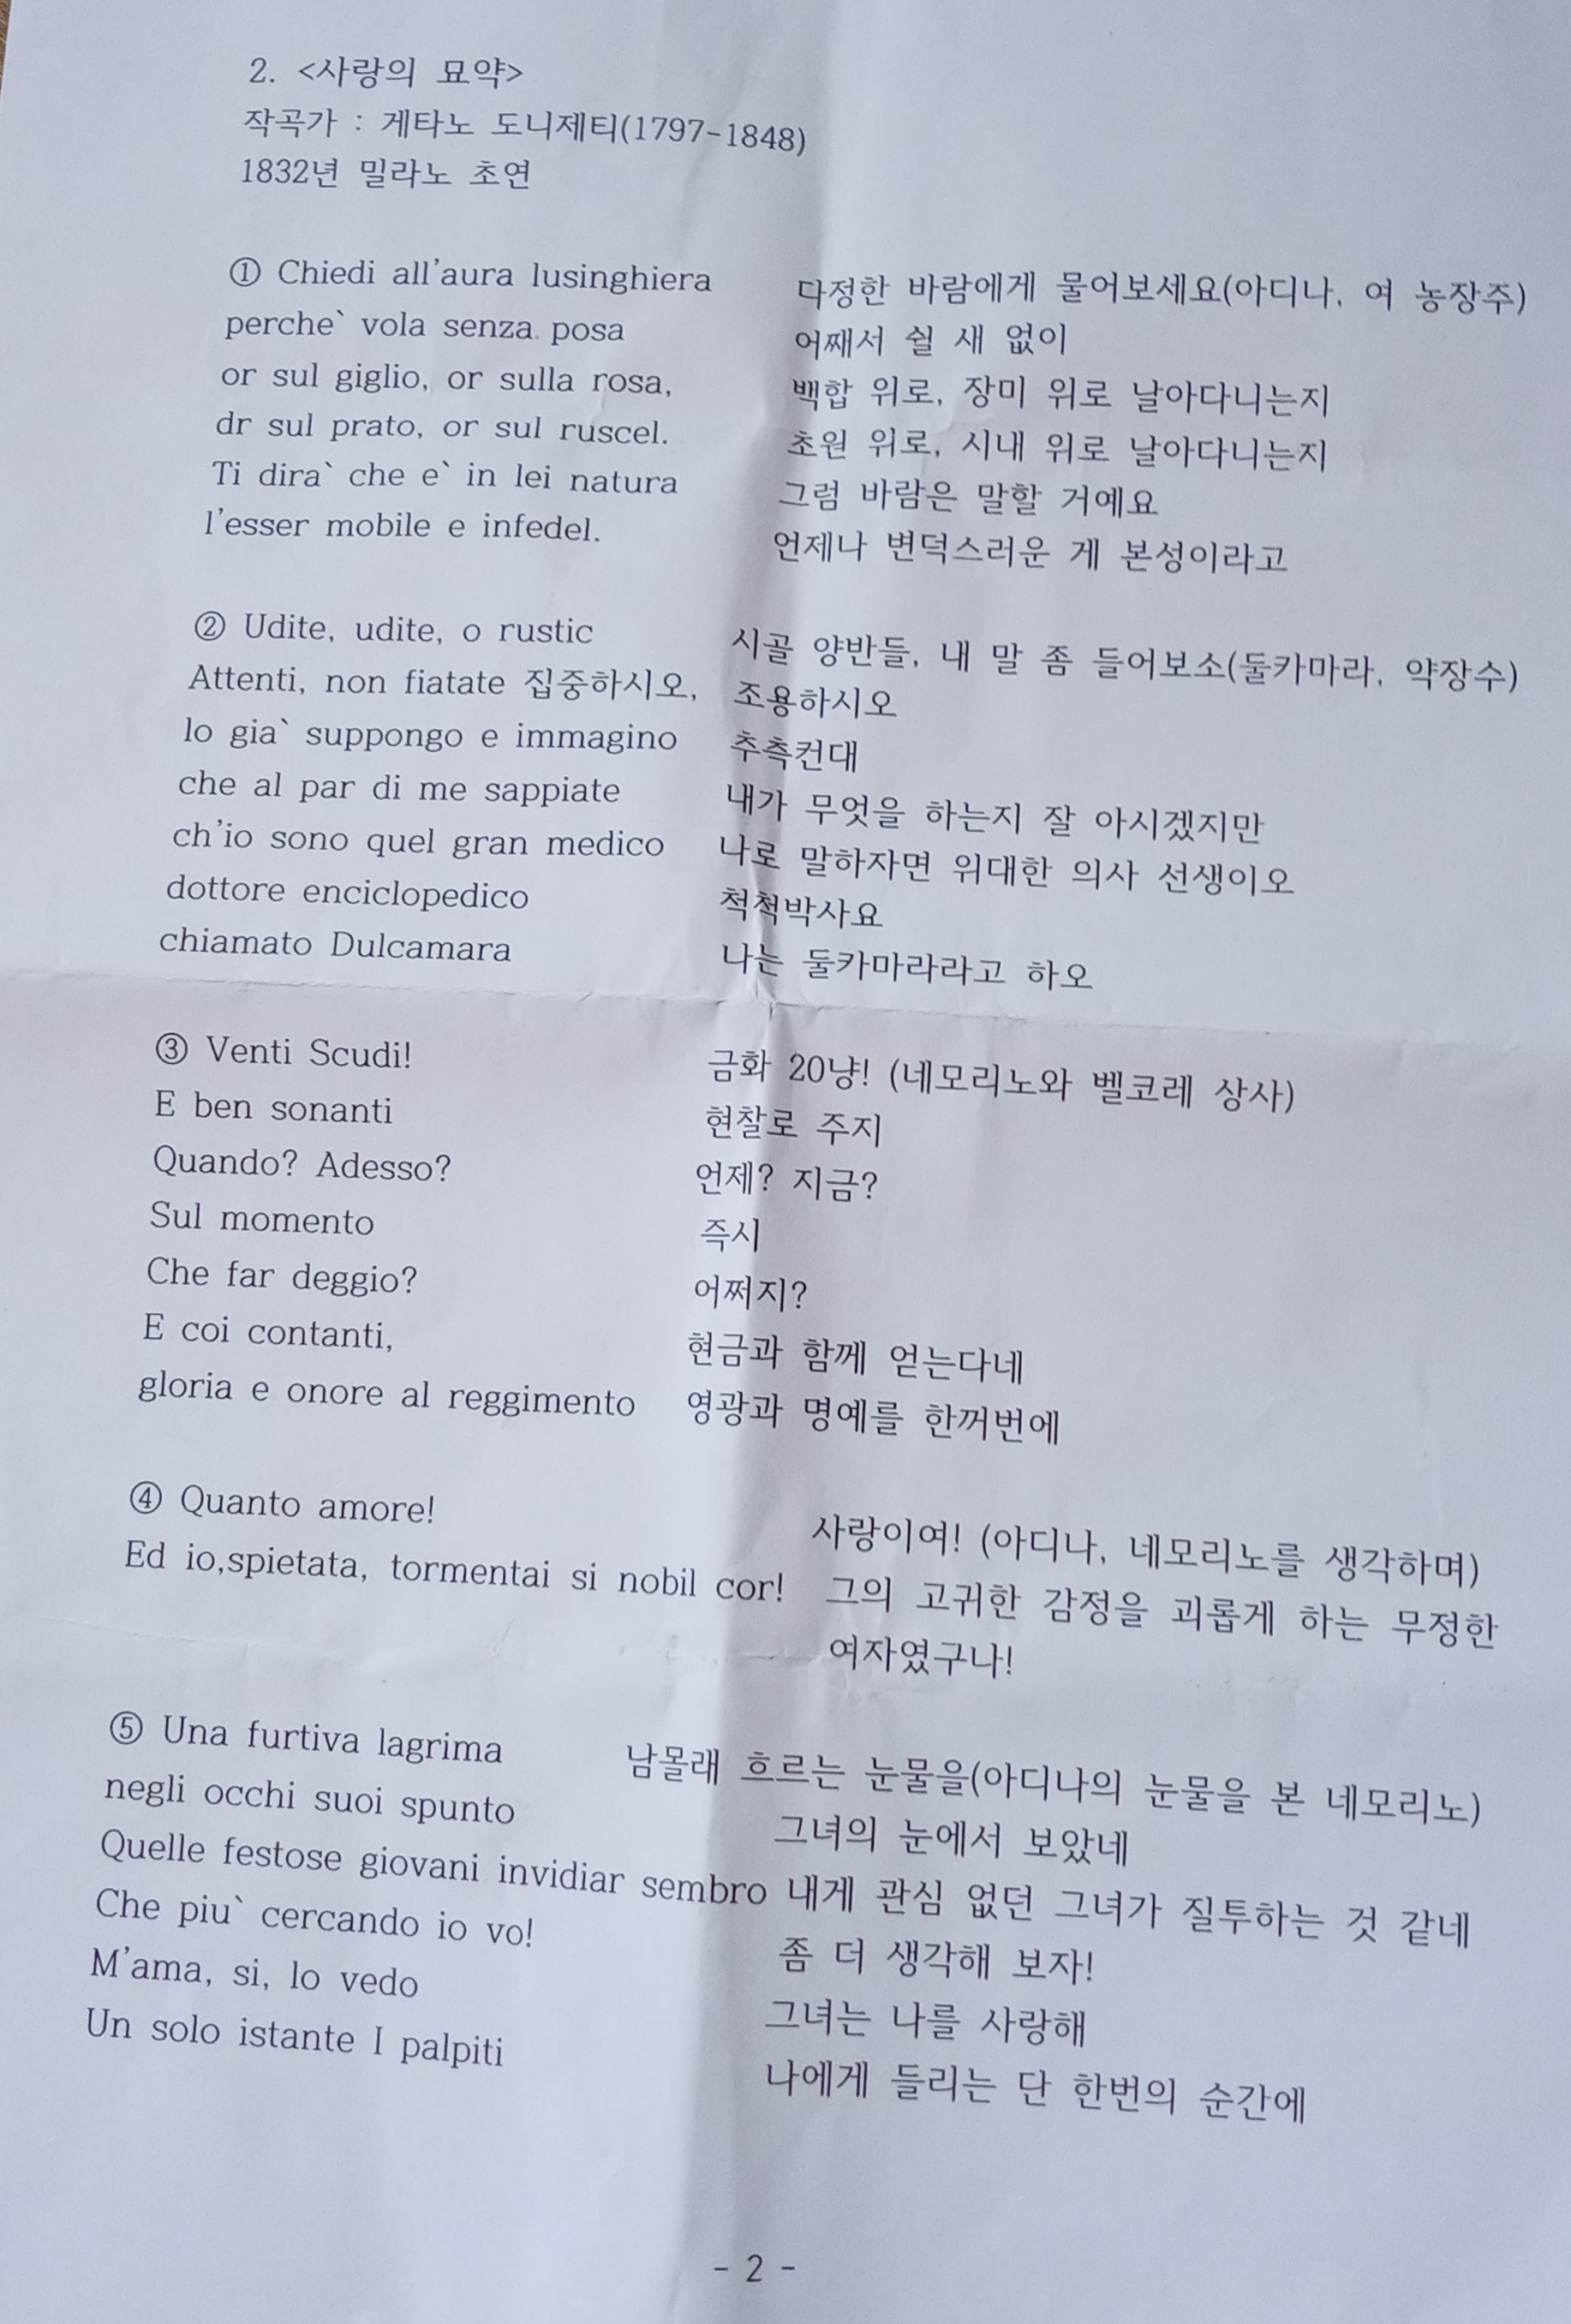 2. <사랑의 묘약>
작곡가 : 게타노 도니제티(1797-1848)
1832년 밀라노 초연
① Chiedi all'aura lusinghiera 다정한 바람에게 물어보세요(아디나, 여 농장주)
perche` vola senza posa 어째서 쉴 새 없이
or sul giglio, or sulla rosa, 백합 위로, 장미 위로 날아다니는지
dr sul prato, or sul ruscel. 초원 위로, 시내 위로 날아다니는지
Ti dira` che e` in lei natura 그럼 바람은 말할 거예요
l'esser mobile e infedel. 언제나 변덕스러운 게 본성이라고
② Udite, udite, o rustic 시골 양반들, 내 말 좀 들어보소(둘카마라, 약장수)
Attenti, non fiatate 집중하시오, 조용하시오
lo gia` suppongo e immagino 추측컨대
che al par di me sappiate 내가 무엇을 하는지 잘 아시겠지만
ch'io sono quel gran medico 나로 말하자면 위대한 의사 선생이오
dottore enciclopedico 척척박사요
chiamato Dulcamara 나는 둘카마라라고 하오
③ Venti Scudi! 금화 20냥! (네모리노와 벨코레 상사)
E ben sonanti 현찰로 주지
Quando? Adesso? 언제? 지금?
Sul momento 즉시
Che far deggio? 어쩌지?
E coi contanti, 현금과 함께 얻는다네
gloria e onore al reggimento 영광과 명예를 한꺼번에
④ Quanto amore! 사랑이여! (아디나, 네모리노를 생각하며)
Ed io,spietata, tormentai si nobil cor! 그의 고귀한 감정을 괴롭게 하는 무정한
여자였구나!
⑤ Una furtiva lagrima 남몰래 흐르는 눈물을(아디나의 눈물을 본 네모리노)
negli occhi suoi spunto 그녀의 눈에서 보았네
Quelle festose giovani invidiar sembro 내게 관심 없던 그녀가 질투하는 것 같네
Che piu` cercando io vo! 좀 더 생각해 보자!
M'ama, si, lo vedo 그녀는 나를 사랑해
Un solo istante I palpiti 나에게 들리는 단 한번의 순간에
- 2 -